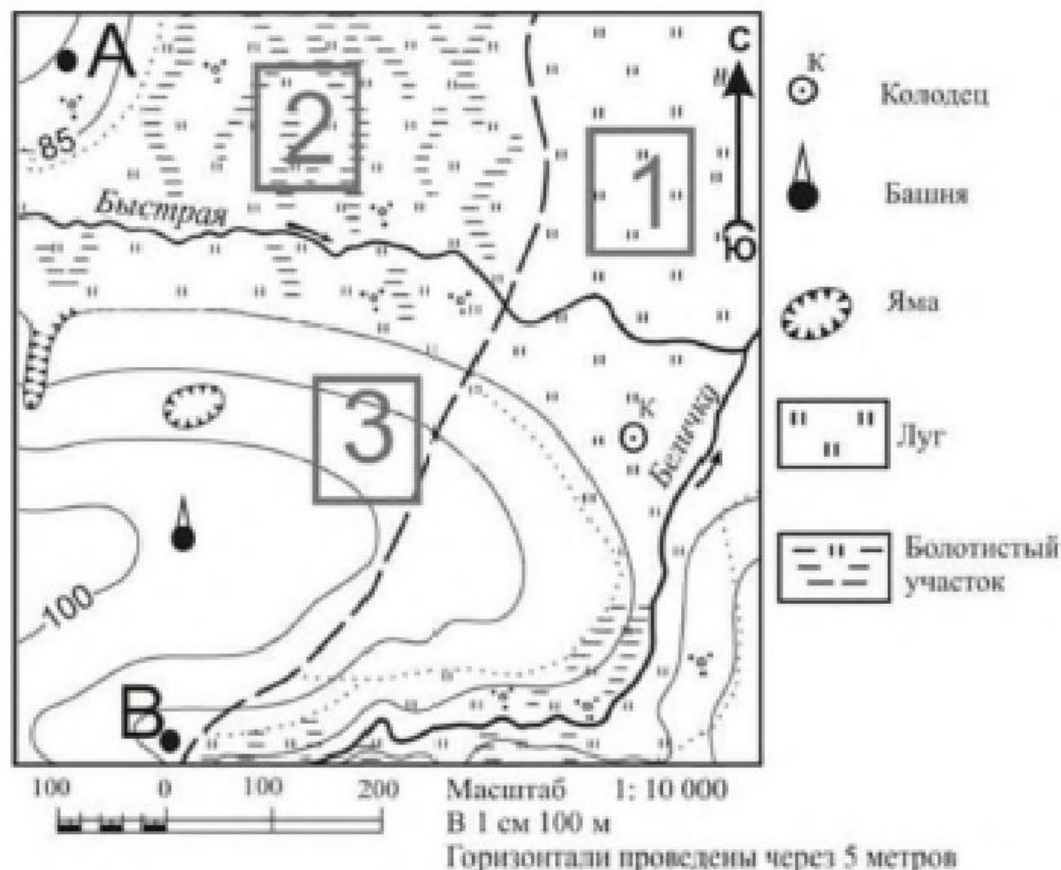 А
2
1
С
и
Ю
85
Быстрая
3
К
Беличка
100
В
К
Колодец
Башня
Яма
Луг
Болотистый
участок
100 0 100 200
Масштаб 1: 10 000
В 1 см 100 м
Горизонтали проведены через 5 метров